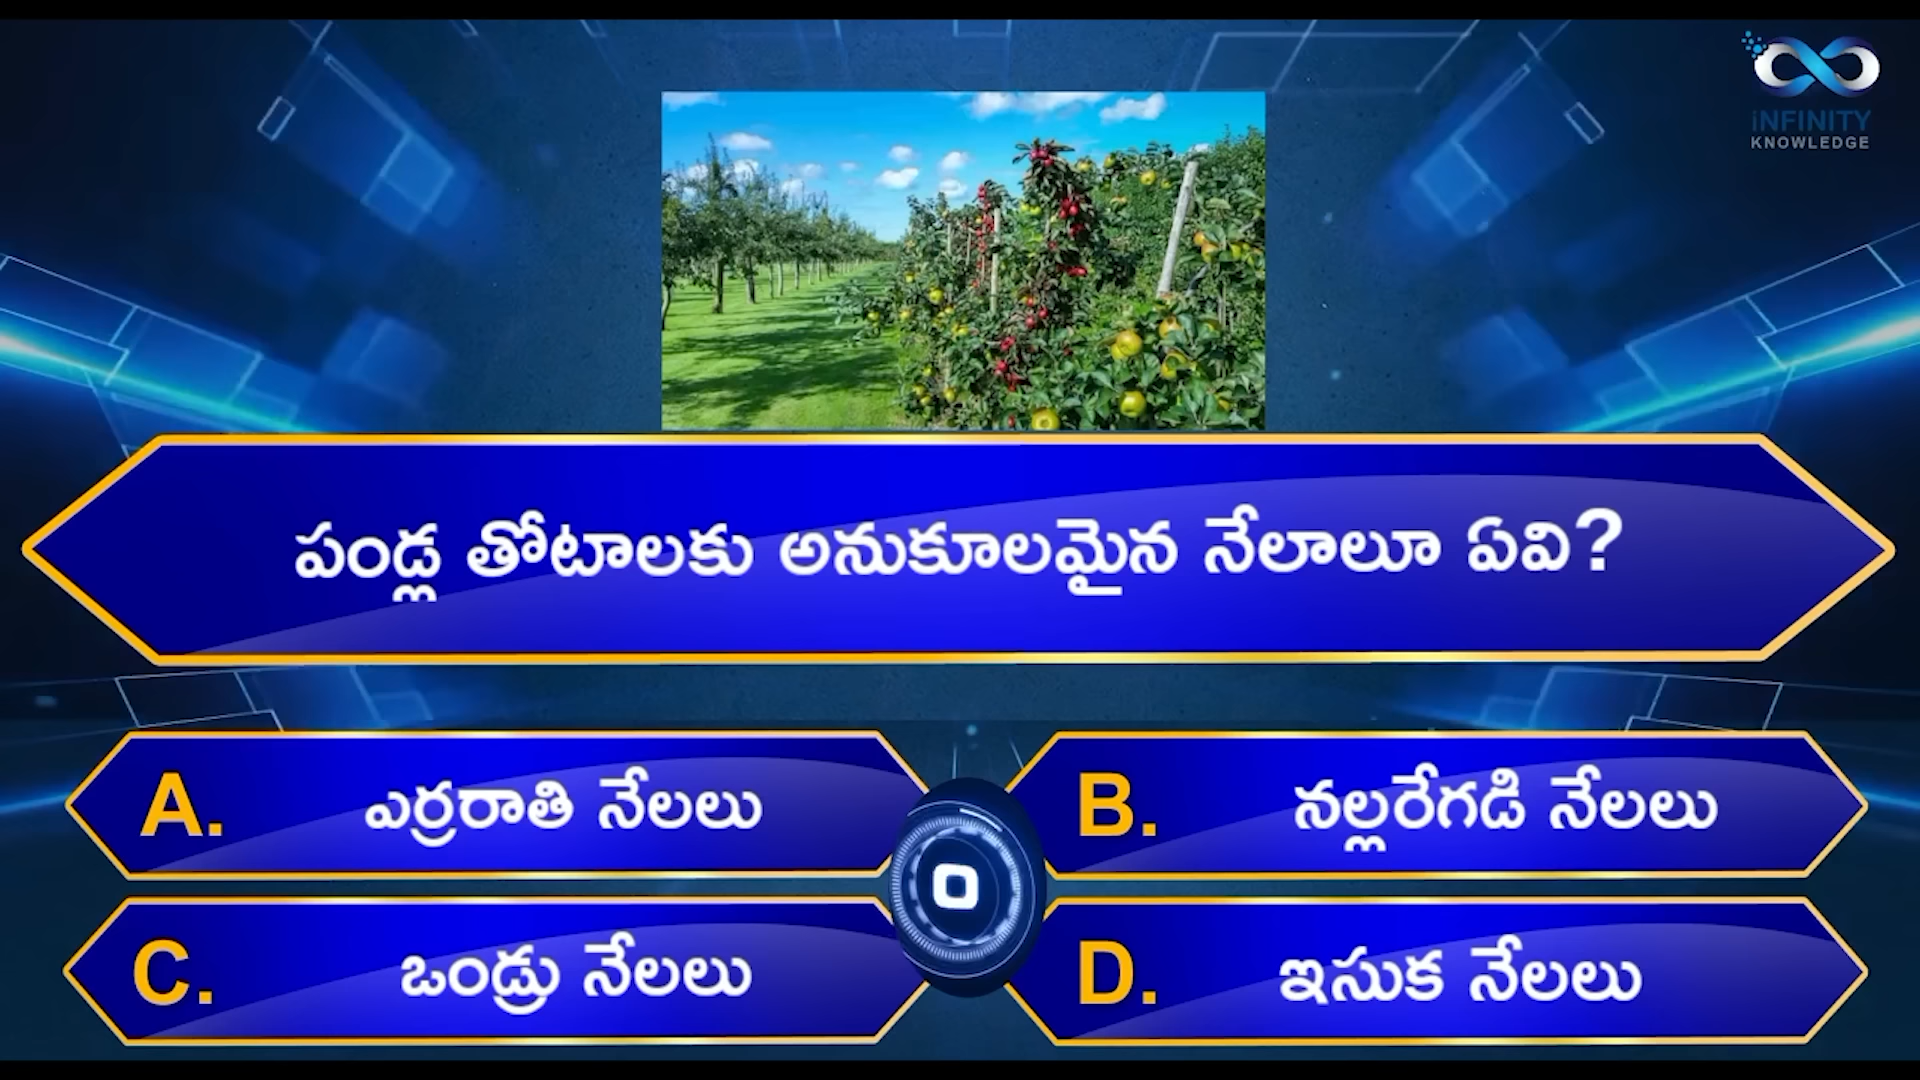 iNFINITY
KNOWLEDGE
పండ్ల తోటాలకు అనుకూలమైన నేలాలూ ఏవి?
A. ఎర్రరాతి నేలలు
B. నల్లరేగడి నేలలు
0
C. ఒండ్రు నేలలు
D. ఇసుక నేలలు